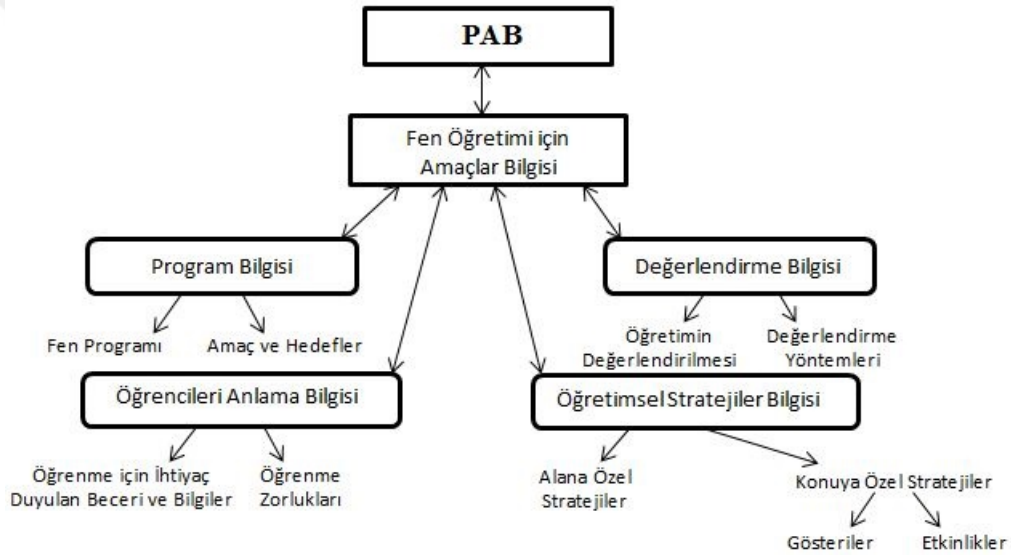 PAB
Fen Öğretimi için
Amaçlar Bilgisi
Program Bilgisi
Değerlendirme Bilgisi
Fen Programı
Amaç ve Hedefler
Öğretimin
Değerlendirilmesi
Değerlendirme
Yöntemleri
Öğrencileri Anlama Bilgisi
Öğretimsel Stratejiler Bilgisi
Öğrenme için İhtiyaç
Duyulan Beceri ve Bilgiler
Öğrenme
Zorlukları
Alana Özel
Stratejiler
Konuya Özel Stratejiler
Gösteriler
Etkinlikler